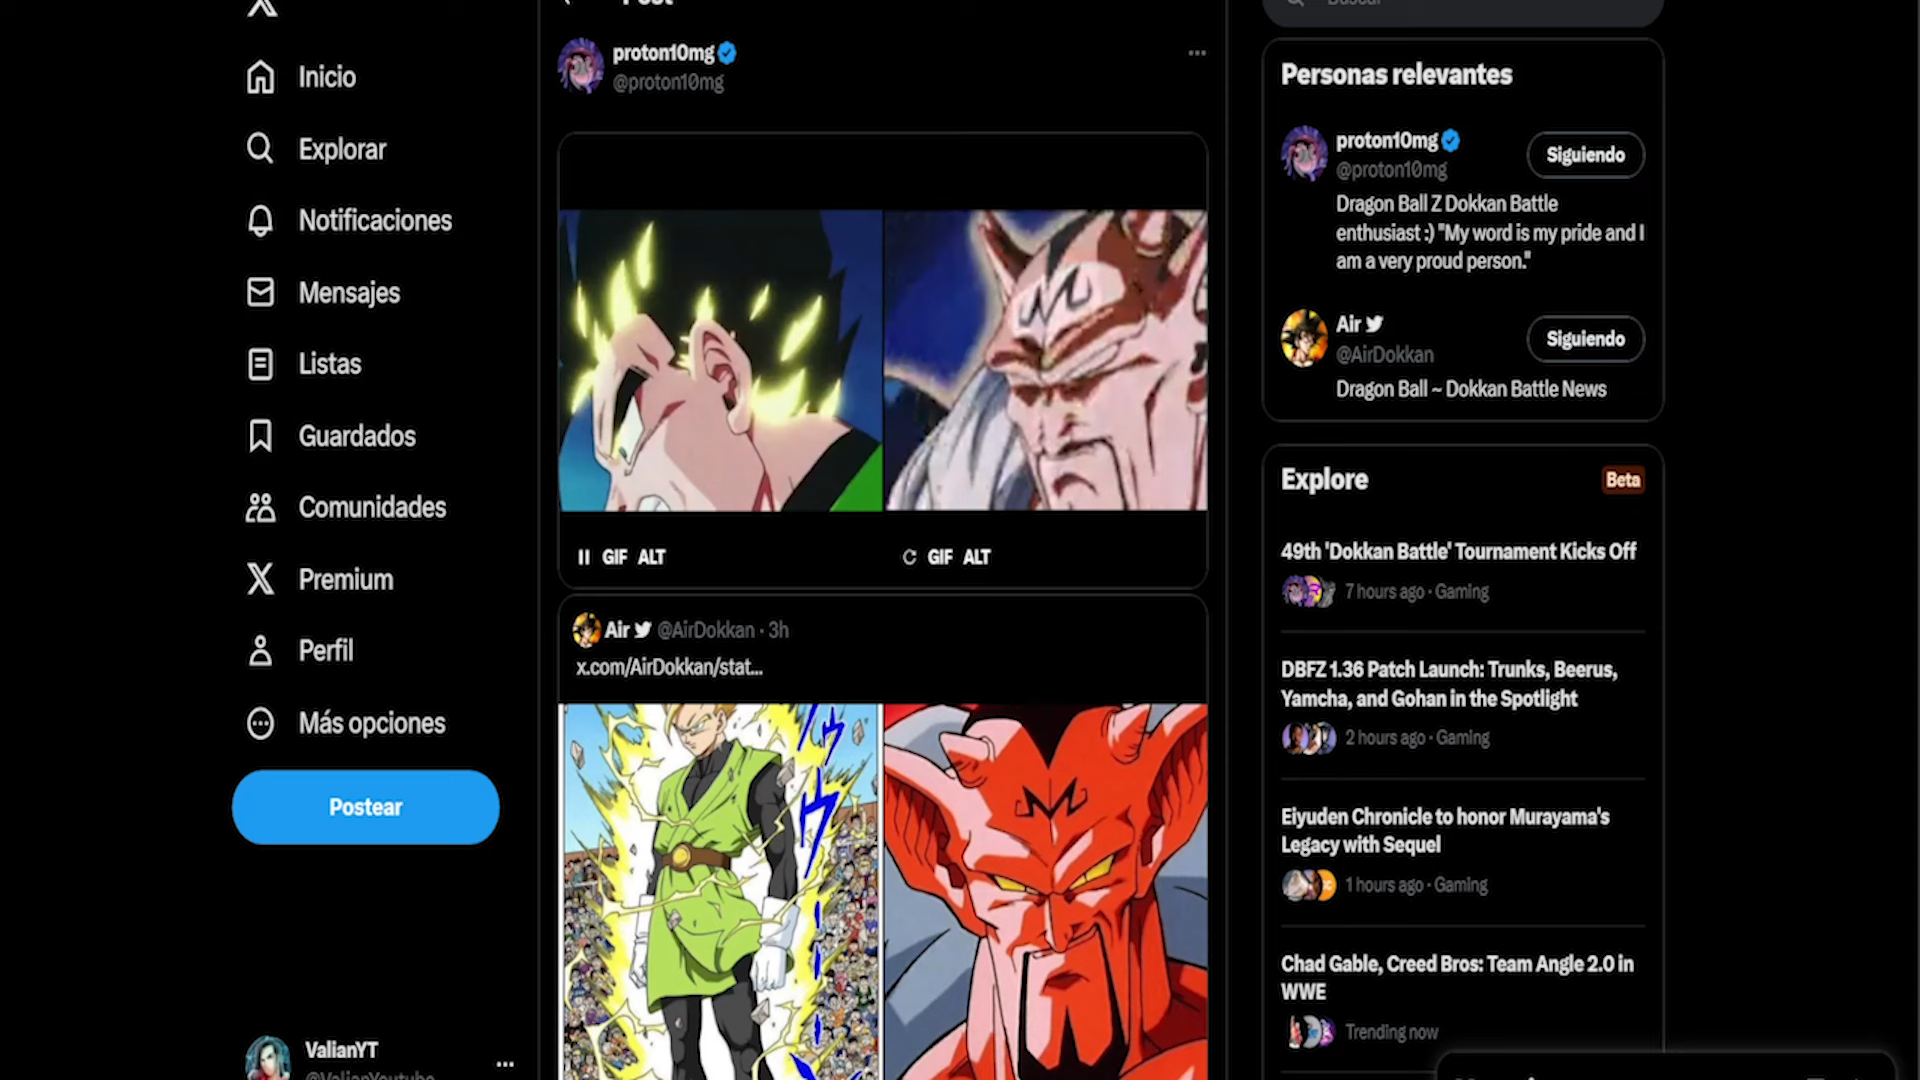 Inicio
Explorar
Notificaciones
Mensajes
Listas
Guardados
Comunidades
Premium
Perfil
Más opciones
Postear
ValianYT
@ValianYoutube
Post
proton10mg
@proton10mg
GIF ALT
GIF ALT
Air @AirDokkan · 3h
x.com/AirDokkan/stat...
Buscar
Personas relevantes
proton10mg
@proton10mg
Siguiendo
Dragon Ball Z Dokkan Battle
enthusiast :) "My word is my pride and I
am a very proud person."
Air
@AirDokkan
Siguiendo
Dragon Ball ~ Dokkan Battle News
Explore
Beta
49th 'Dokkan Battle' Tournament Kicks Off
7 hours ago · Gaming
DBFZ 1.36 Patch Launch: Trunks, Beerus,
Yamcha, and Gohan in the Spotlight
2 hours ago · Gaming
Eiyuden Chronicle to honor Murayama's
Legacy with Sequel
1 hours ago · Gaming
Chad Gable, Creed Bros: Team Angle 2.0 in
WWE
Trending now